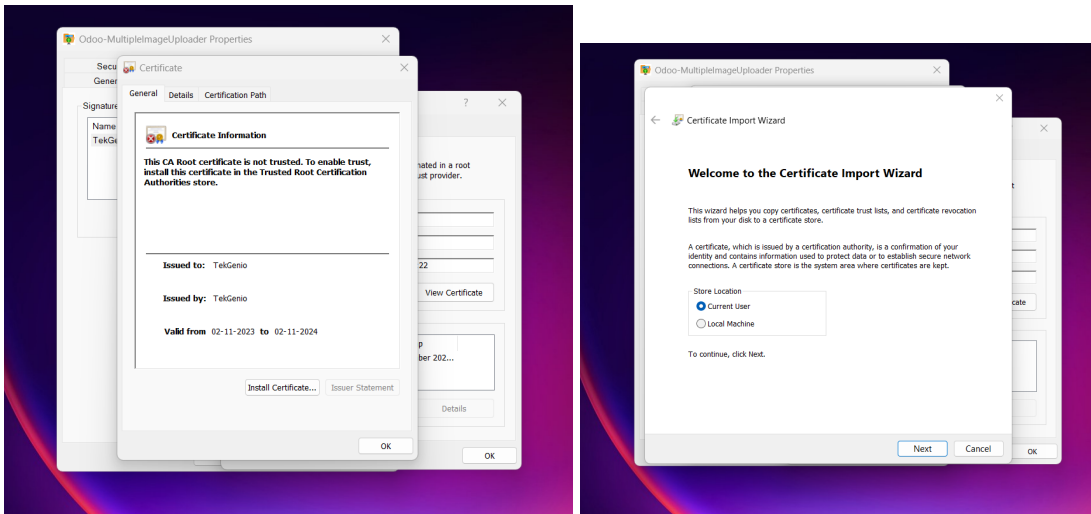 Odoo-MultipleImageUploader Properties
Secu
Gener
Certificate
General Details Certification Path
Signature
Name
TekGe
Certificate Information
This CA Root certificate is not trusted. To enable trust,
install this certificate in the Trusted Root Certification
Authorities store.
Issued to: TekGenio
Issued by: TekGenio
Valid from 02-11-2023 to 02-11-2024
Install Certificate...
Issuer Statement
OK
?
nated in a root
ust provider.
22
View Certificate
p
ber 202...
Details
OK
Odoo-MultipleImageUploader Properties
Certificate Import Wizard
Welcome to the Certificate Import Wizard
This wizard helps you copy certificates, certificate trust lists, and certificate revocation
lists from your disk to a certificate store.
A certificate, which is issued by a certification authority, is a confirmation of your
identity and contains information used to protect data or to establish secure network
connections. A certificate store is the system area where certificates are kept.
Store Location
Current User
Local Machine
To continue, click Next.
Next
Cancel
t
cate
OK